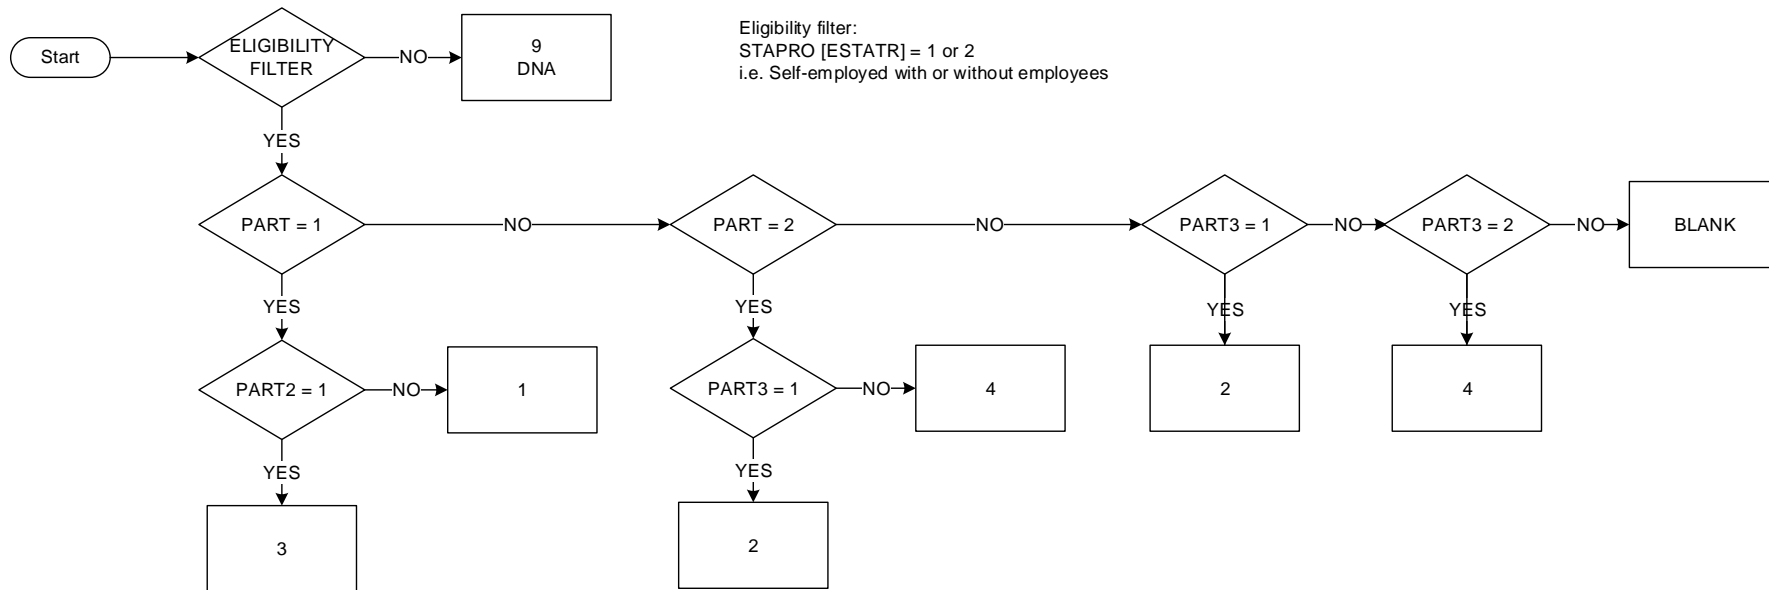 Eligibility filter:
STAPRO [ESTATR] = 1 or 2
i.e. Self-employed with or without employees
Start
ELIGIBILITY
FILTER
NO
9
DNA
YES
PART = 1
NO
PART = 2
NO
PART3 = 1
NO
PART3 = 2
NO
BLANK
YES
YES
YES
YES
PART2 = 1
NO
1
PART3 = 1
NO
4
2
4
YES
YES
3
2